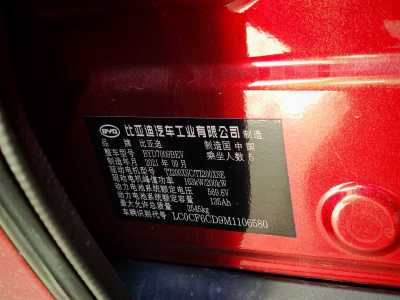 BYD 比亚迪汽车工业有限公司 制造
品牌 比亚迪 制造国 中国
整车型号 BYD7009BEV 乘坐人数 5
制造年月 2021年09月
驱动电机型号 TZ200XSC/TZ200XSE
驱动电机峰值功率 163kW/200kW
动力电池系统额定电压 569.6V
动力电池系统额定容量 135Ah
最大允许总质量 2545kg
车辆识别代号 LC0CF6CD9M1106580